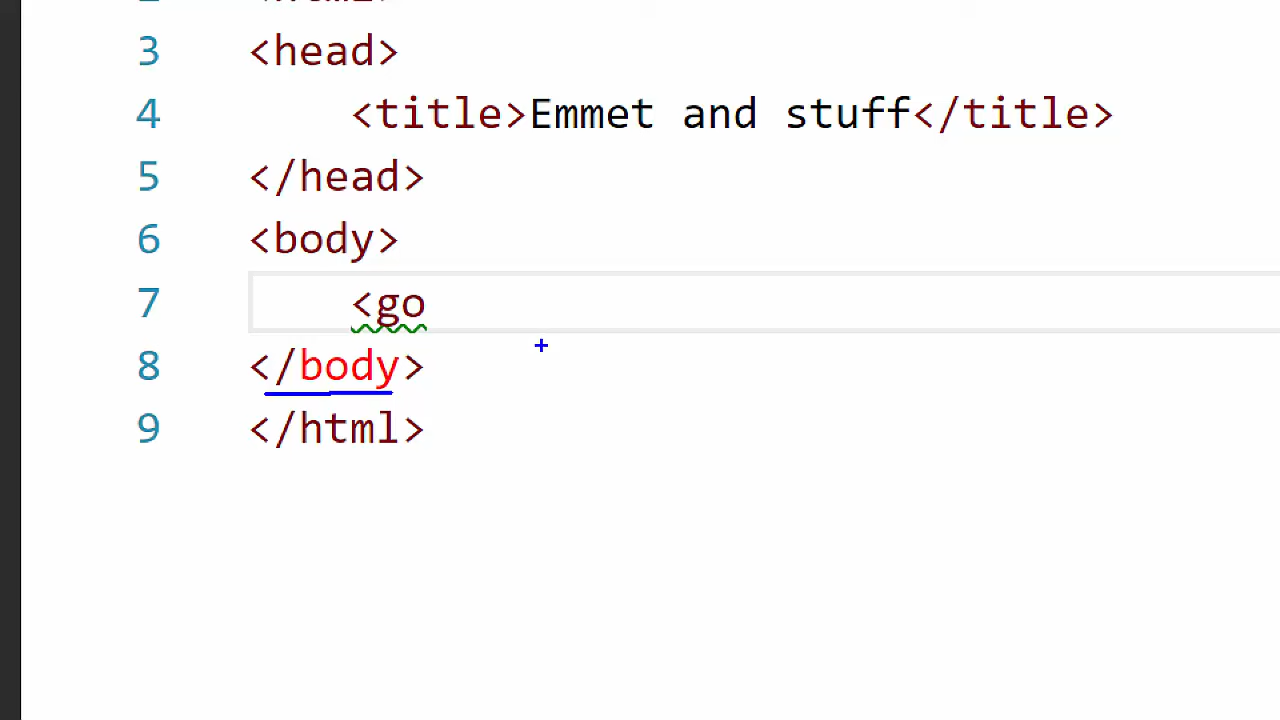 3 <head>
4 <title>Emmet and stuff</title>
5 </head>
6 <body>
7 <go
8 </body>
9 </html>